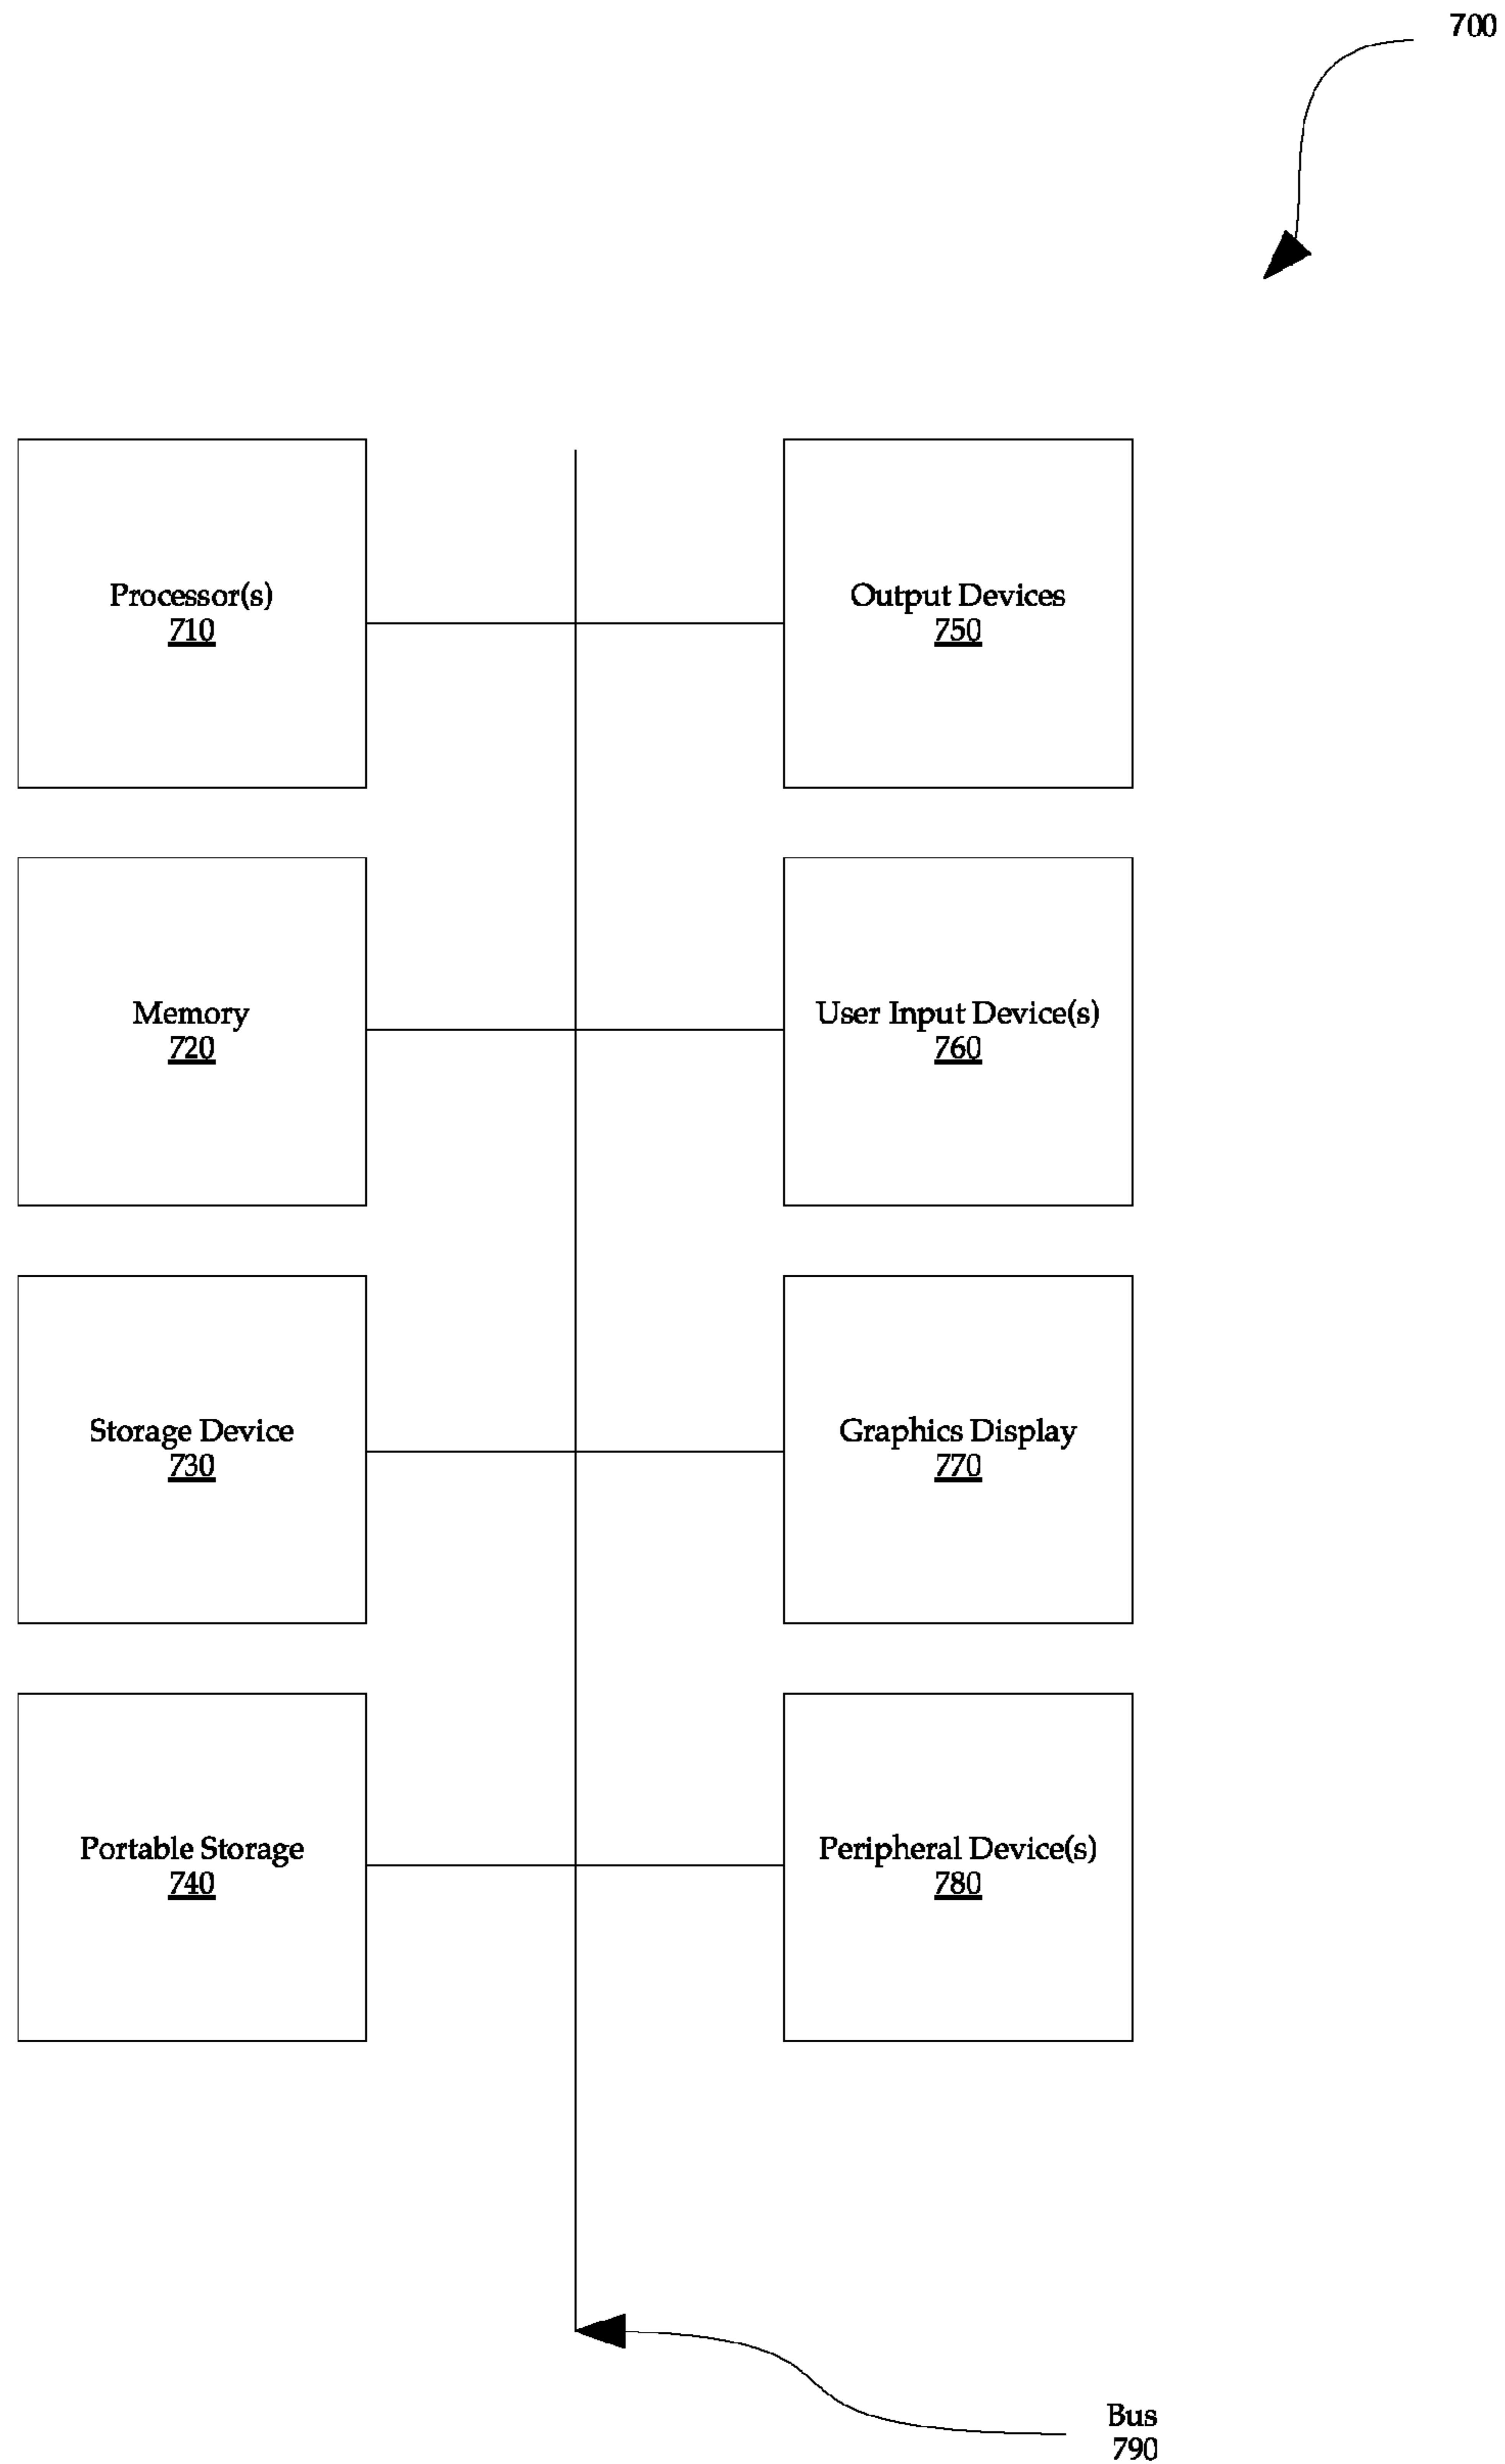 700
Processor(s)
710
Output Devices
750
Memory
720
User Input Device(s)
760
Storage Device
730
Graphics Display
770
Portable Storage
740
Peripheral Device(s)
780
Bus
790